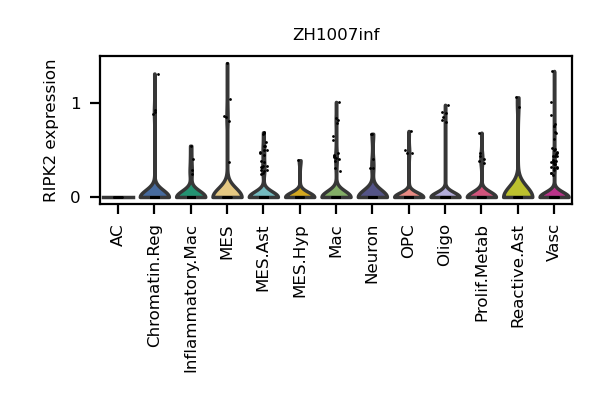 ZH1007inf
RIPK2 expression
1
0
AC
Chromatin.Reg
Inflammatory.Mac
MES
MES.Ast
MES.Hyp
Mac
Neuron
OPC
Oligo
Prolif.Metab
Reactive.Ast
Vasc